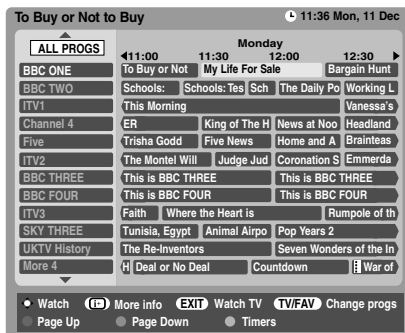 To Buy or Not to Buy 11:36 Mon, 11 Dec
ALL PROGS Monday
11:00 11:30 12:00 12:30
BBC ONE To Buy or Not My Life For Sale Bargain Hunt
BBC TWO Schools: Schools: Tes Sch The Daily Po Working L
ITV1 This Morning Vanessa's
Channel 4 ER King of The H News at Noo Headland
Five Trisha Godd Five News Home and A Brainteas
ITV2 The Montel Will Judge Jud Coronation S Emmerda
BBC THREE This is BBC THREE This is BBC THREE
BBC FOUR This is BBC FOUR This is BBC FOUR
ITV3 Faith Where the Heart is Rumpole of th
SKY THREE Tunisia, Egypt Animal Airpo Pop Years 2
UKTV History The Re-Inventors Seven Wonders of the In
More 4 H Deal or No Deal Countdown War of
Watch i+ More info EXIT Watch TV TV/FAV Change progs
Page Up Page Down Timers